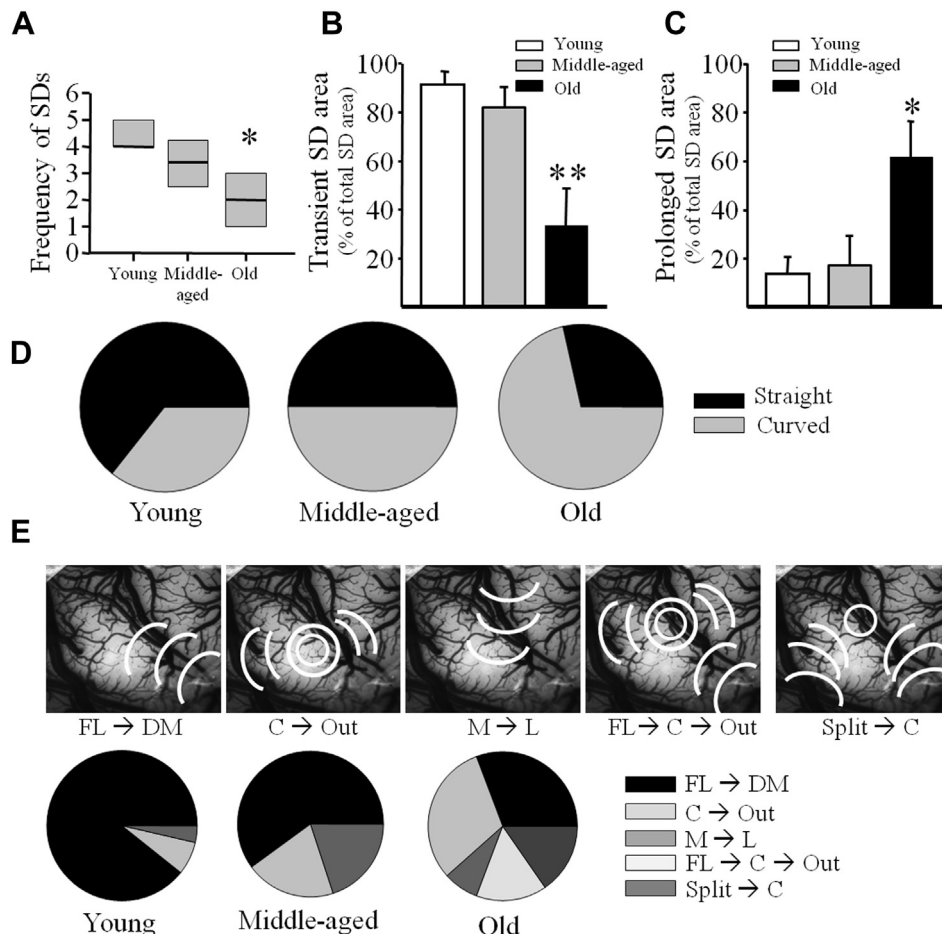 A
Frequency of SDs
6
5
4
3
2
1
0
Young
Middle-
aged
Old
*
B
Transient SD area
(% of total SD area)
100
80
60
40
20
Young
Middle-aged
Old
**
C
Prolonged SD area
(% of total SD area)
100
80
60
40
20
Young
Middle-aged
Old
*
D
Straight
Curved
Young
Middle-aged
Old
E
FL → DM
C → Out
M → L
FL → C → Out
Split → C
FL → DM
C → Out
M → L
FL → C → Out
Split → C
Young
Middle-aged
Old